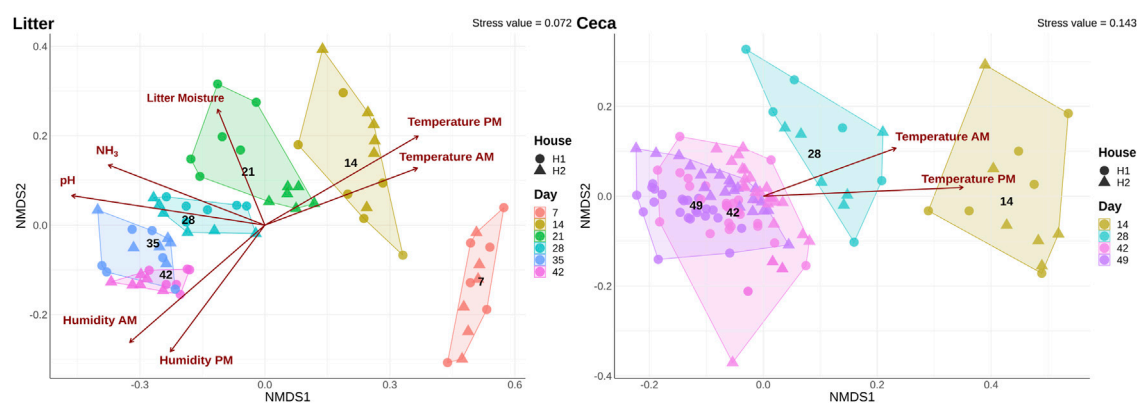 Litter
Stress value = 0.072
NMDS2
0.4
0.2
0.0
-0.2
Litter Moisture
NH₃
pH
Temperature PM
Temperature AM
Humidity AM
Humidity PM
21
14
28
35
42
7
-0.3
0.0
0.3
0.6
NMDS1
House
H1
H2
Day
7
14
21
28
35
42
Ceca
Stress value = 0.143
NMDS2
0.2
0.0
-0.2
-0.4
Temperature AM
Temperature PM
28
14
49
42
-0.2
0.0
0.2
0.4
NMDS1
House
H1
H2
Day
14
28
42
49